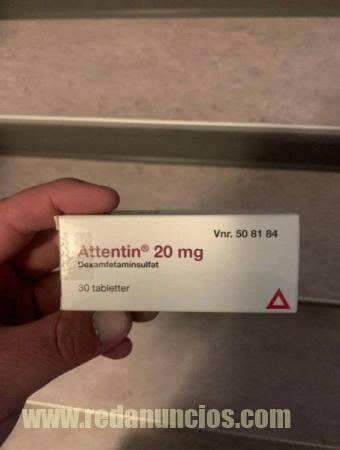 Vnr. 50 81 84
Attentin® 20 mg
Dexamfetaminsulfat
30 tabletter
www.redanuncios.com